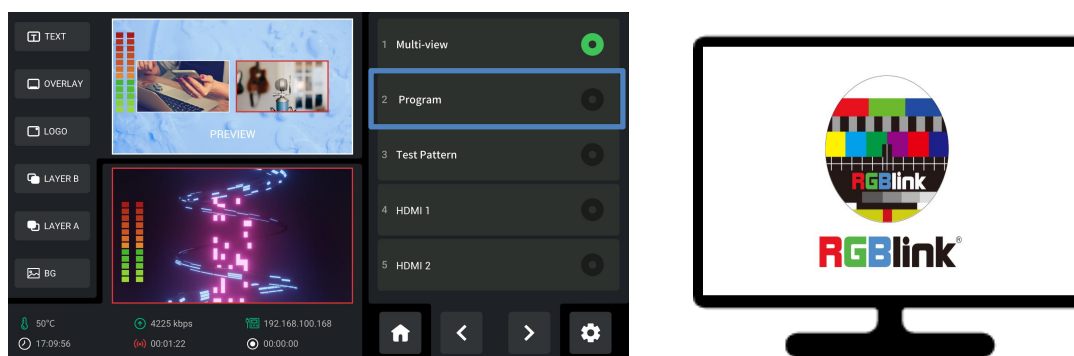 TEXT
OVERLAY
LOGO
LAYER B
LAYER A
BG
PREVIEW
50°C
4225 kbps
192.168.100.168
17:09:56
00:01:22
00:00:00
1 Multi-view
2 Program
3 Test Pattern
4 HDMI 1
5 HDMI 2
RGBlink
RGBlink®